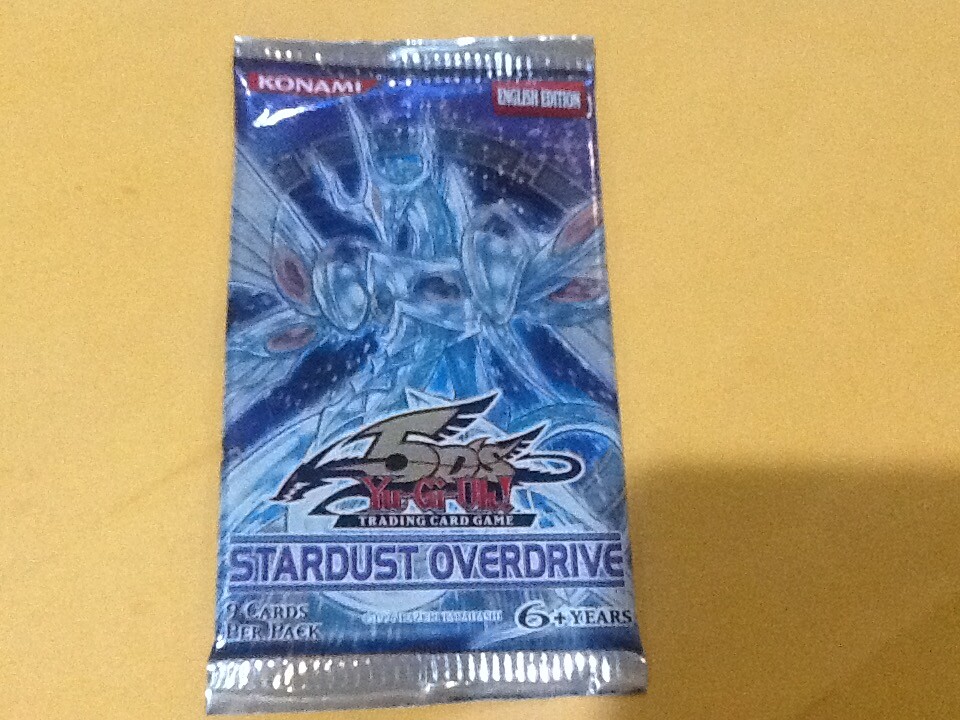 KONAMI
ENGLISH EDITION
5D's
Yu-Gi-Oh!
TRADING CARD GAME
STARDUST OVERDRIVE
9 CARDS
PER PACK
6+ YEARS